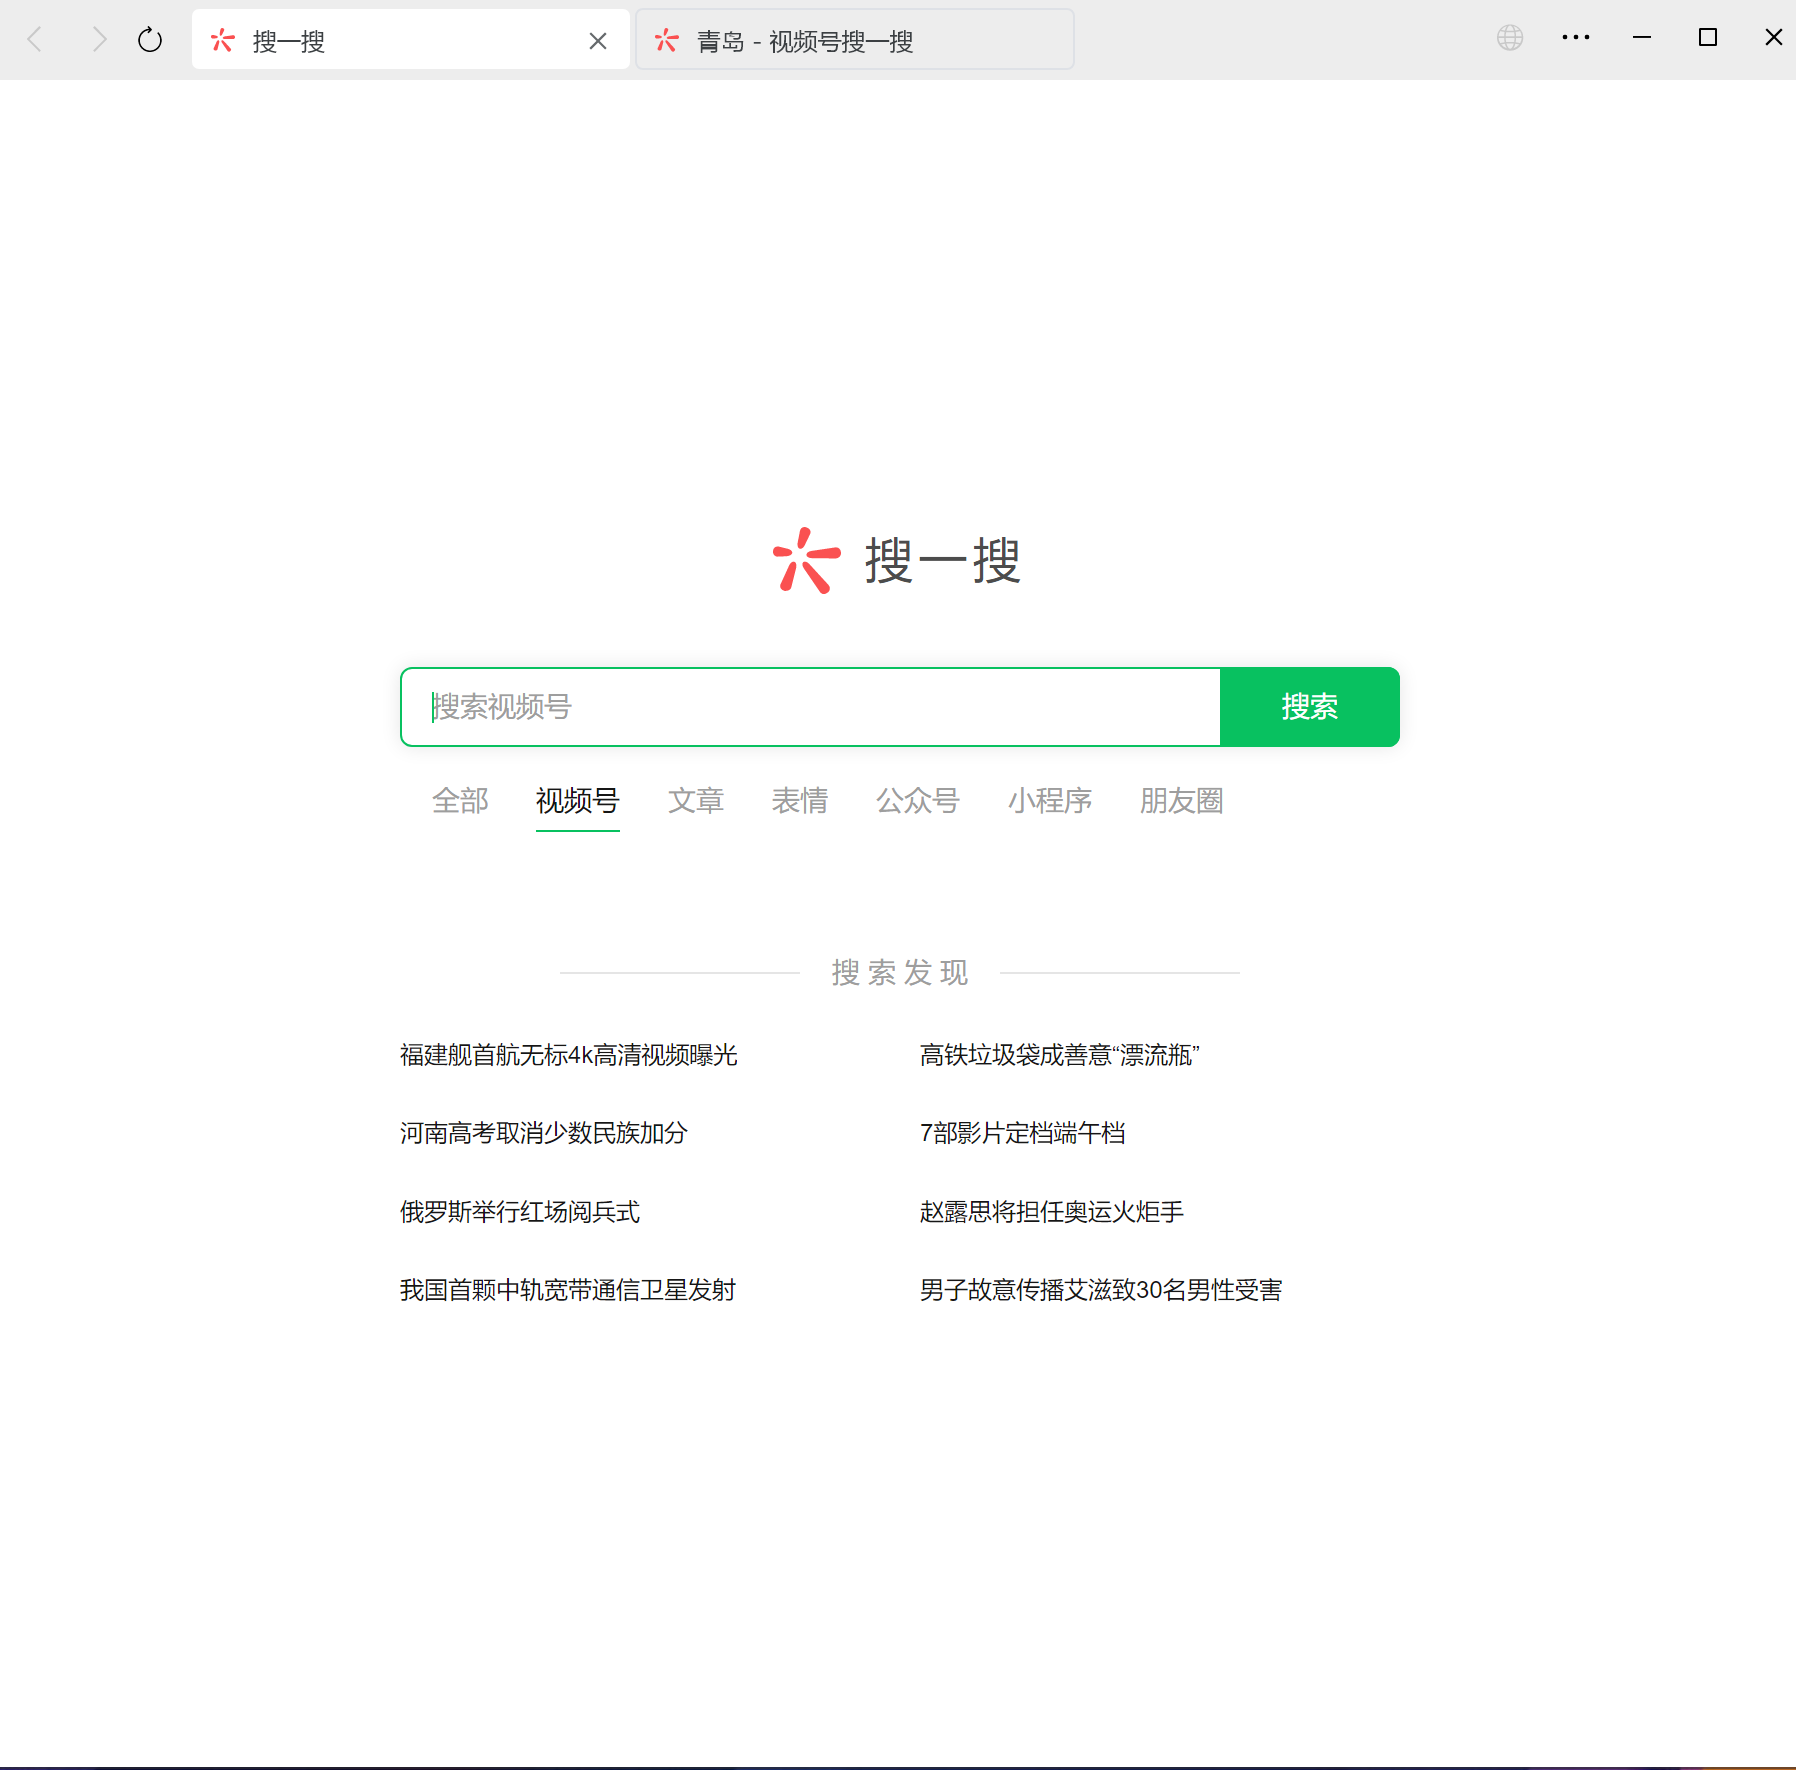 搜一搜
青岛 - 视频号搜一搜
搜一搜
搜索视频号
搜索
全部 视频号 文章 表情 公众号 小程序 朋友圈
搜索发现
福建舰首航无标4k高清视频曝光
高铁垃圾袋成善意“漂流瓶”
河南高考取消少数民族加分
7部影片定档端午档
俄罗斯举行红场阅兵式
赵露思将担任奥运火炬手
我国首颗中轨宽带通信卫星发射
男子故意传播艾滋致30名男性受害